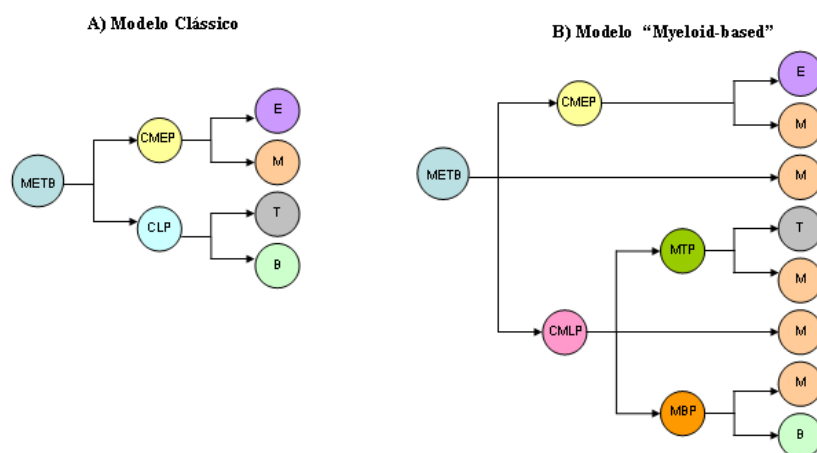 A) Modelo Clássico
METB
CMEP
CLP
E
M
T
B
B) Modelo “Myeloid-based”
METB
CMEP
E
M
M
CMLP
MTP
T
M
M
MBP
M
B